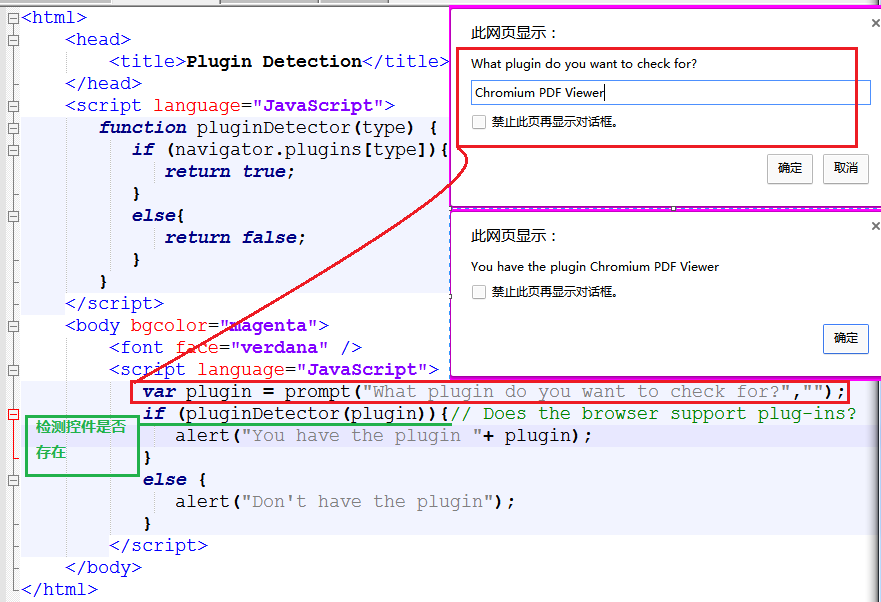 <html>
<head>
<title>Plugin Detection</title>
</head>
<script language="JavaScript">
function pluginDetector(type) {
if (navigator.plugins[type]){
return true;
}
else{
return false;
}
}
</script>
<body bgcolor="magenta">
<font face="verdana" />
<script language="JavaScript">
var plugin = prompt("What plugin do you want to check for?","");
if (pluginDetector(plugin)){// Does the browser support plug-ins?
alert("You have the plugin "+ plugin);
}
else {
alert("Don't have the plugin");
}
</script>
</body>
</html>
检测控件是否
存在
此网页显示：
What plugin do you want to check for?
Chromium PDF Viewer
禁止此页再显示对话框。
确定 取消
此网页显示：
You have the plugin Chromium PDF Viewer
禁止此页再显示对话框。
确定